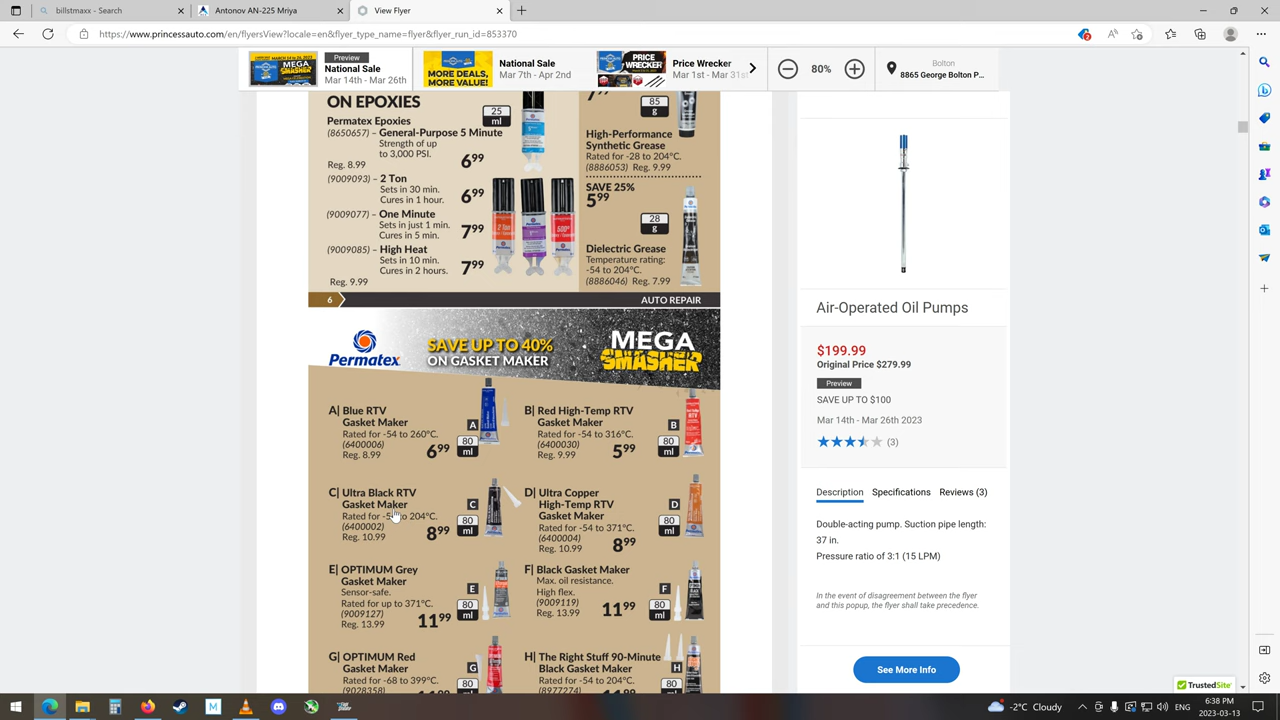 billstmaxx - Search
Antonov AN-225 Mriya
View Flyer
https://www.princessauto.com/en/flyersView?locale=en&flyer_type_name=flyer&flyer_run_id=853370
Preview
National Sale
Mar 14th - Mar 26th
MORE DEALS,
MORE VALUE!
National Sale
Mar 7th - Apr 2nd
PRICE
WRECKER
Price Wrecker
Mar 1st - Mar 31st
80%
Bolton
8865 George Bolton P...
ON EPOXIES
Permatex Epoxies
(8650657) – General-Purpose 5 Minute
Strength of up
to 3,000 PSI.
Reg. 8.99
6.99
25
ml
(9009093) – 2 Ton
Sets in 30 min.
Cures in 1 hour.
6.99
(9009077) – One Minute
Sets in just 1 min.
Cures in 5 min.
7.99
(9009085) – High Heat
Sets in 10 min.
Cures in 2 hours.
7.99
Reg. 9.99
85
g
High-Performance
Synthetic Grease
Rated for -28 to 204°C.
(8886053) Reg. 9.99
SAVE 25%
5.99
28
g
Dielectric Grease
Temperature rating:
-54 to 204°C.
(8886046) Reg. 7.99
6
AUTO REPAIR
Permatex
SAVE UP TO 40%
ON GASKET MAKER
MEGA
SMASHER
A| Blue RTV
Gasket Maker
Rated for -54 to 260°C.
(6400006)
Reg. 8.99
6.99
A
80
ml
B| Red High-Temp RTV
Gasket Maker
Rated for -54 to 316°C.
(6400030)
Reg. 9.99
5.99
B
80
ml
C| Ultra Black RTV
Gasket Maker
Rated for -5 to 204°C.
(6400002)
Reg. 10.99
8.99
C
80
ml
D| Ultra Copper
High-Temp RTV
Gasket Maker
Rated for -54 to 371°C.
(6400004)
Reg. 10.99
8.99
D
80
ml
E| OPTIMUM Grey
Gasket Maker
Sensor-safe.
Rated for up to 371°C.
(9009127)
Reg. 13.99
11.99
E
80
ml
F| Black Gasket Maker
Max. oil resistance.
High flex.
(9009119)
Reg. 13.99
11.99
F
80
ml
G| OPTIMUM Red
Gasket Maker
Rated for -68 to 399°C.
(9028358)
G
80
H| The Right Stuff 90-Minute
Black Gasket Maker
Rated for -54 to 204°C.
(8977274)
H
80
Air-Operated Oil Pumps
$199.99
Original Price $279.99
Preview
SAVE UP TO $100
Mar 14th - Mar 26th 2023
(3)
Description Specifications Reviews (3)
Double-acting pump. Suction pipe length:
37 in.
Pressure ratio of 3:1 (15 LPM)
In the event of disagreement between the flyer
and this popup, the flyer shall take precedence.
See More Info
TrustedSite
-2°C Cloudy
ENG
6:38 PM
2023-03-13